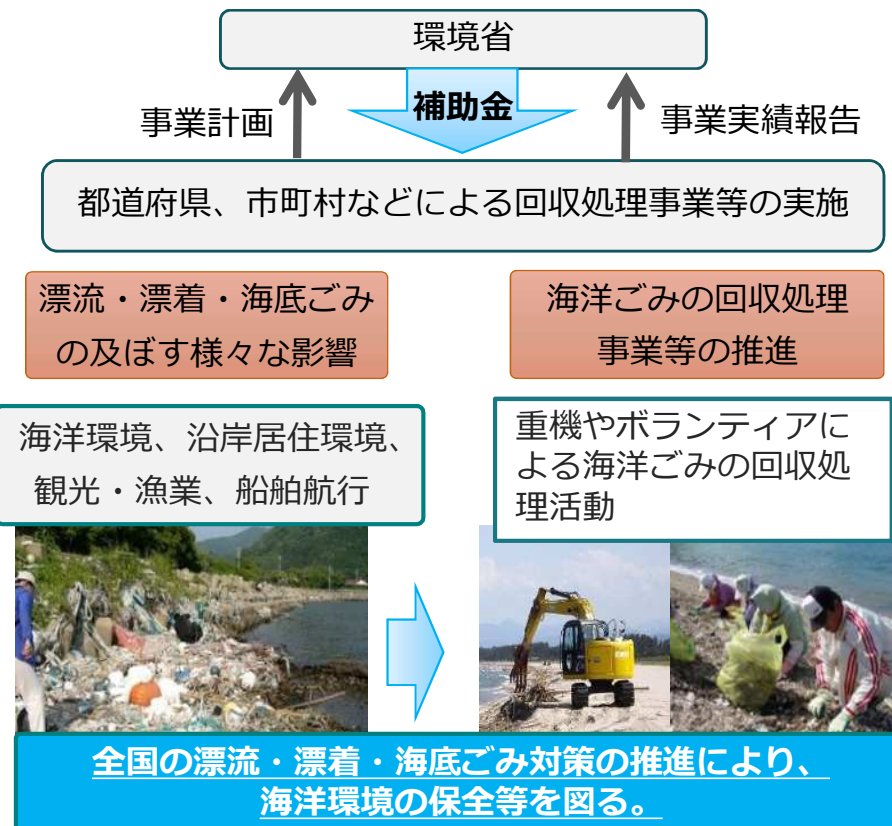 環境省
事業計画
補助金
事業実績報告
都道府県、市町村などによる回収処理事業等の実施
漂流・漂着・海底ごみ
の及ぼす様々な影響
海洋ごみの回収処理
事業等の推進
海洋環境、沿岸居住環境、
観光・漁業、船舶航行
重機やボランティアに
よる海洋ごみの回収処
理活動
全国の漂流・漂着・海底ごみ対策の推進により、
海洋環境の保全等を図る。